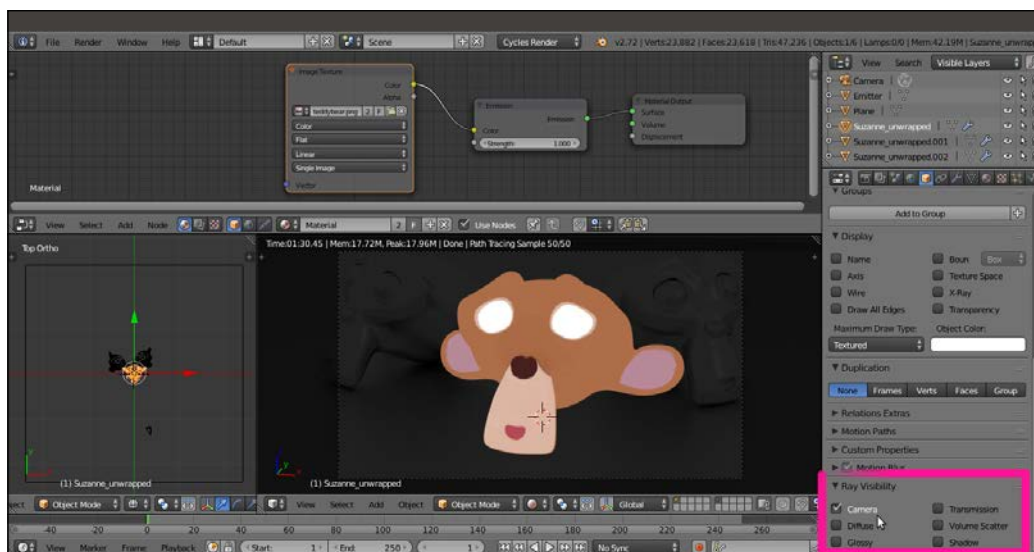 File Render Window Help Default Scene Cycles Render v2.72 | Verts:23,882 | Faces:23,618 | Tris:47,236 | Objects:1/6 | Lamps:0/0 | Mem:42.19M | Suzanne_unwrap
View Search Visible Layers
Camera
Emitter
Plane
Suzanne_unwrapped
Suzanne_unwrapped.001
Suzanne_unwrapped.002
Image Texture
Color
Alpha
teddybear.png 2 F
Color
Flat
Linear
Single Image
Vector
Emission
Emission
Color
Strength: 1.000
Material Output
Surface
Volume
Displacement
Material
View Select Add Node Material 2 F Use Nodes
Top Ortho
(1) Suzanne_unwrapped
Time:01:30.45 | Mem:17.72M, Peak:17.96M | Done | Path Tracing Sample 50/50
(1) Suzanne_unwrapped
Groups
Add to Group
Display
Name Boun Box
Axis Texture Space
Wire X-Ray
Draw All Edges Transparency
Maximum Draw Type: Object Color:
Textured
Duplication
None Frames Verts Faces Group
Relations Extras
Motion Paths
Custom Properties
Motion Blur
Ray Visibility
Camera Transmission
Diffuse Volume Scatter
Glossy Shadow
ect Object Mode View Select Add Object Object Mode Global
-40 -20 0 20 40 60 80 100 120 140 160 180 200 220 240 260
View Marker Frame Playback Start: 1 End: 250 1 No Sync